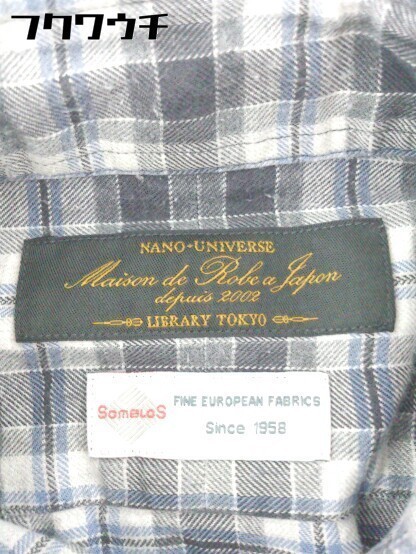 フクワウチ
NANO·UNIVERSE
Maison de Robe a Japon
depuis 2002
LIBRARY TOKYO
SomeloS FINE EUROPEAN FABRICS
Since 1958